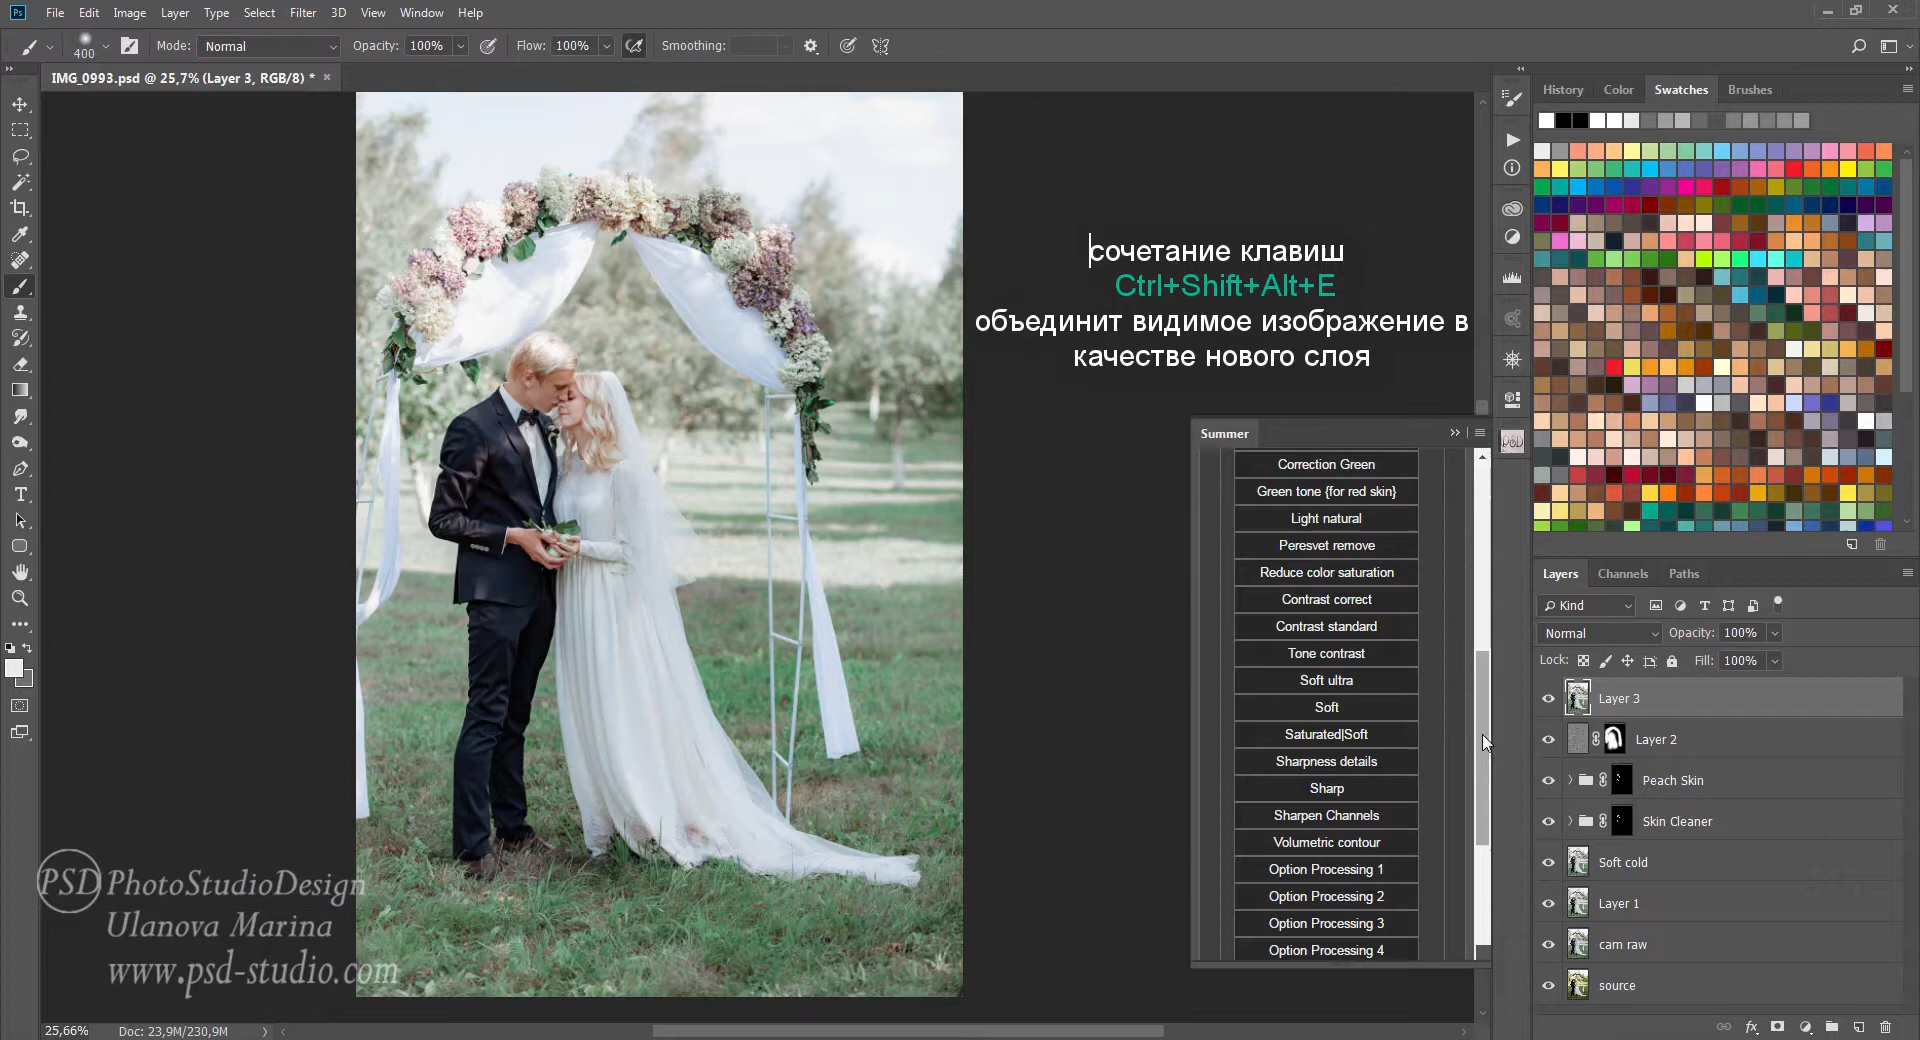 Ps File Edit Image Layer Type Select Filter 3D View Window Help
400 Mode: Normal Opacity: 100% Flow: 100% Smoothing:
IMG_0993.psd @ 25,7% (Layer 3, RGB/8) * ×
сочетание клавиш
Ctrl+Shift+Alt+E
объединит видимое изображение в
качестве нового слоя
Summer
Correction Green
Green tone {for red skin}
Light natural
Peresvet remove
Reduce color saturation
Contrast correct
Contrast standard
Tone contrast
Soft ultra
Soft
Saturated|Soft
Sharpness details
Sharp
Sharpen Channels
Volumetric contour
Option Processing 1
Option Processing 2
Option Processing 3
Option Processing 4
History Color Swatches Brushes
Layers Channels Paths
Kind
Normal Opacity: 100%
Lock: Fill: 100%
Layer 3
Layer 2
Peach Skin
Skin Cleaner
Soft cold
Layer 1
cam raw
source
PSD PhotoStudioDesign
Ulanova Marina
www.psd-studio.com
25,66% Doc: 23,9M/230,9M